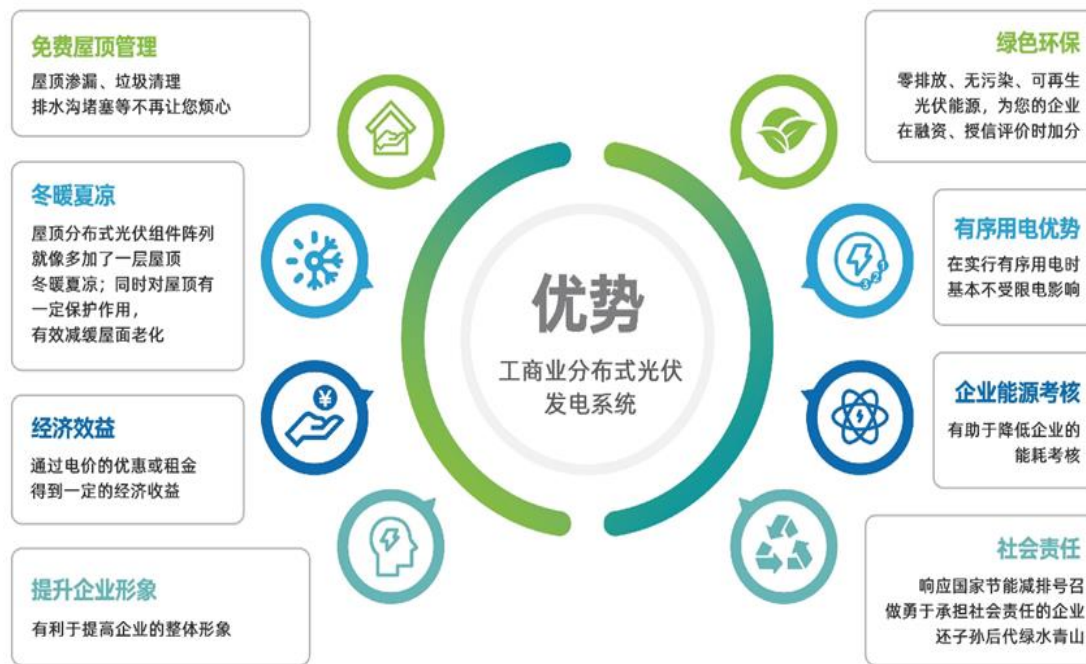 免费屋顶管理
屋顶渗漏、垃圾清理
排水沟堵塞等不再让您烦心
冬暖夏凉
屋顶分布式光伏组件阵列
就像多加了一层屋顶
冬暖夏凉；同时对屋顶有
一定保护作用，
有效减缓屋面老化
经济效益
通过电价的优惠或租金
得到一定的经济收益
¥
提升企业形象
有利于提高企业的整体形象
优势
工商业分布式光伏
发电系统
绿色环保
零排放、无污染、可再生
光伏能源，为您的企业
在融资、授信评价时加分
有序用电优势
在实行有序用电时
基本不受限电影响
1
2
3
企业能源考核
有助于降低企业的
能耗考核
社会责任
响应国家节能减排号召
做勇于承担社会责任的企业
还子孙后代绿水青山